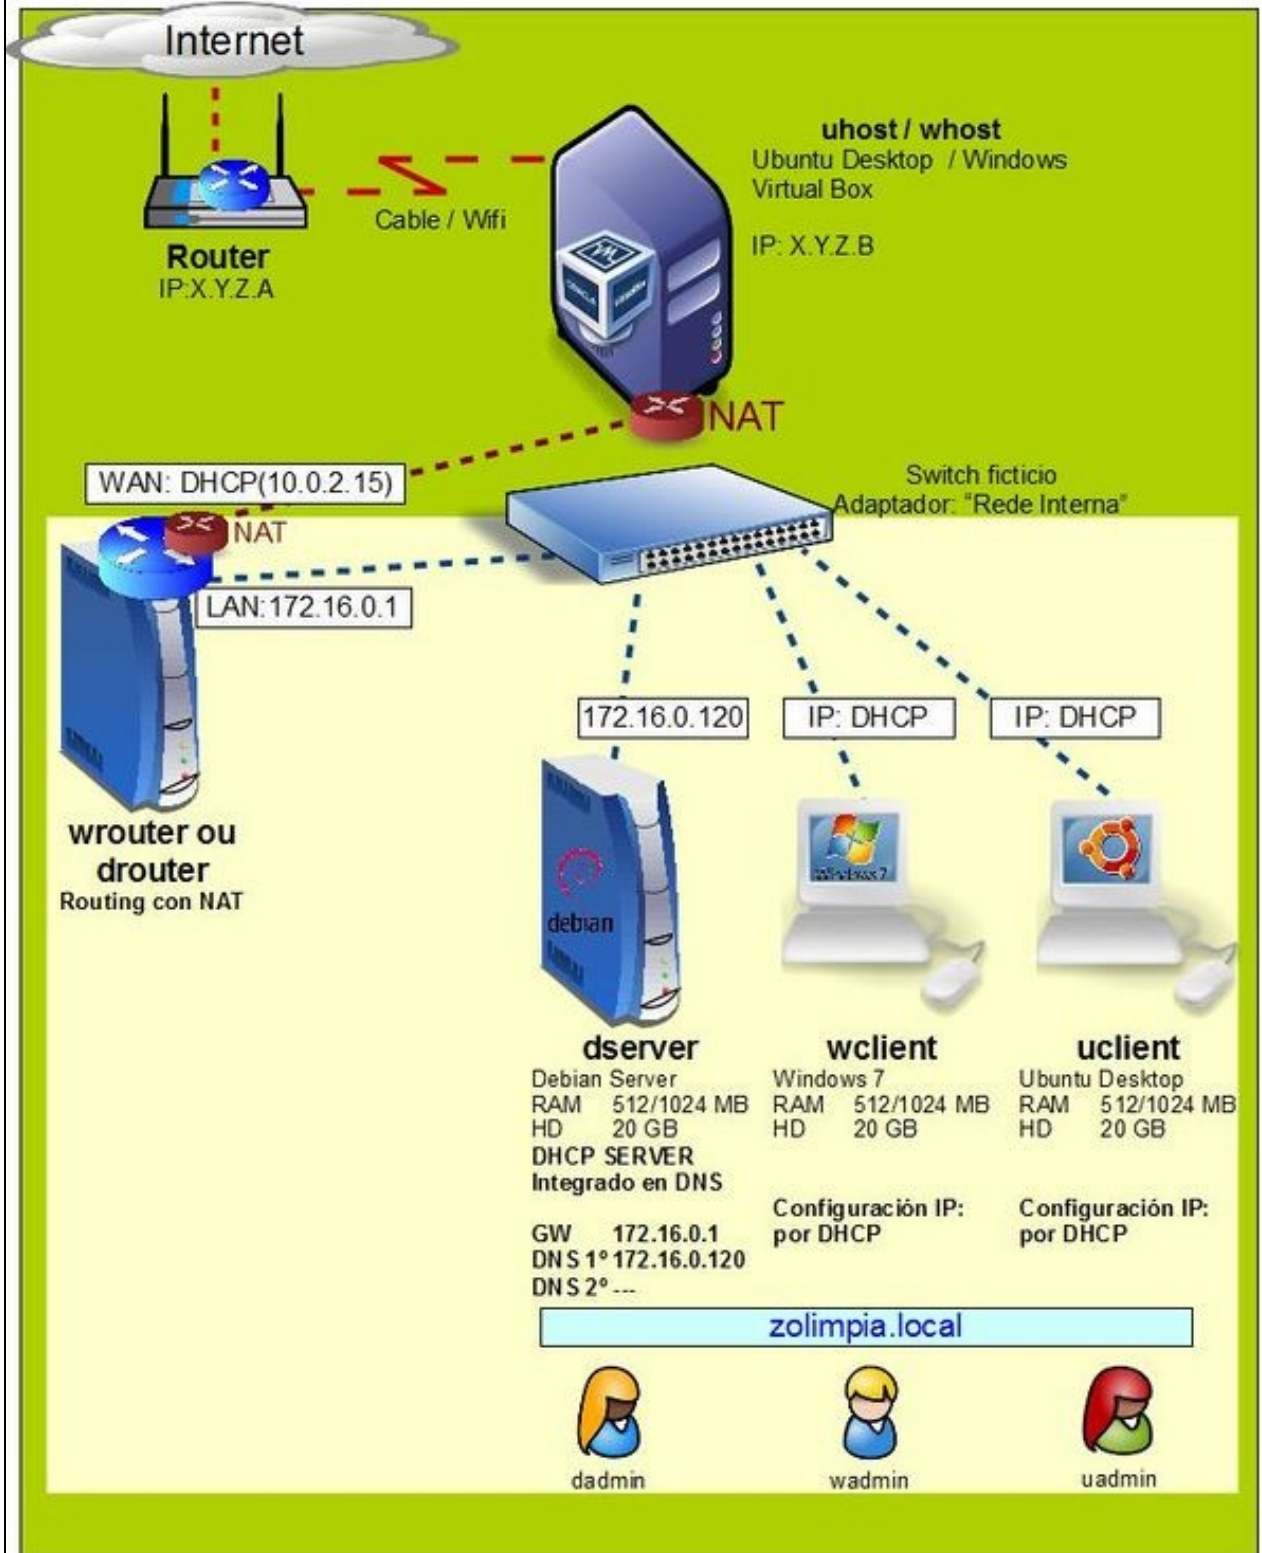 Internet
Router
IP:X.Y.Z.A
Cable / Wifi
uhost / whost
Ubuntu Desktop / Windows
Virtual Box
IP: X.Y.Z.B
NAT
WAN: DHCP(10.0.2.15)
NAT
LAN:172.16.0.1
Switch ficticio
Adaptador: “Rede Interna”
wrouter ou
drouter
Routing con NAT
172.16.0.120
IP: DHCP
IP: DHCP
debian
Windows 7
dserver
Debian Server
RAM 512/1024 MB
HD 20 GB
DHCP SERVER
Integrado en DNS
GW 172.16.0.1
DNS 1º 172.16.0.120
DNS 2º ---
wclient
Windows 7
RAM 512/1024 MB
HD 20 GB
Configuración IP:
por DHCP
uclient
Ubuntu Desktop
RAM 512/1024 MB
HD 20 GB
Configuración IP:
por DHCP
zolimpia.local
dadmin
wadmin
uadmin